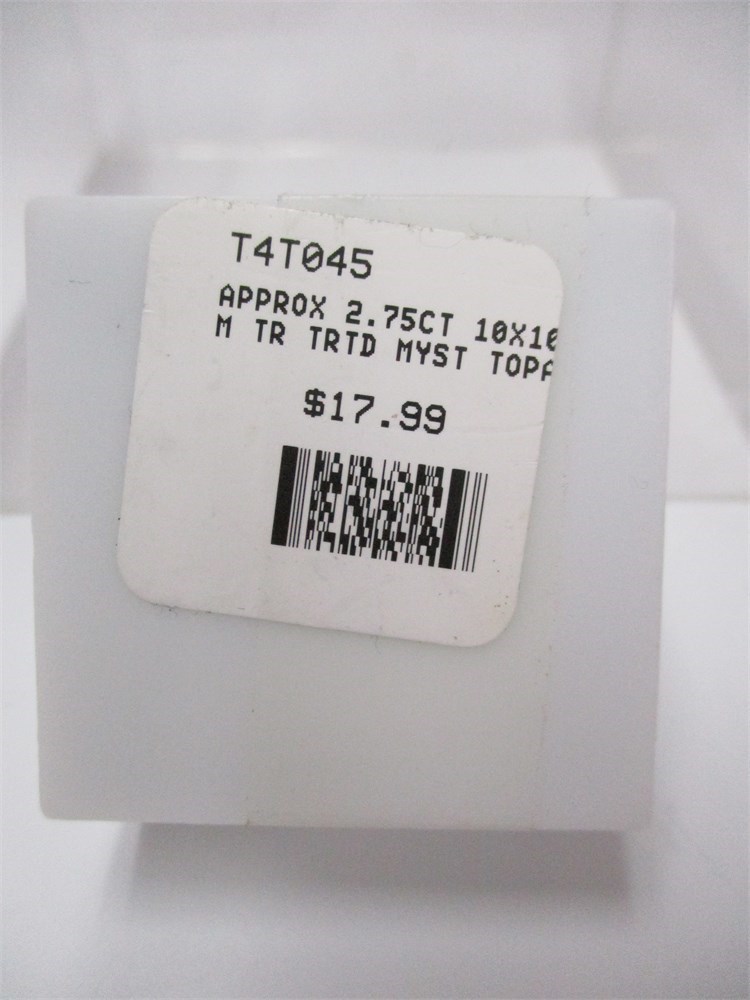 T4T045
APPROX 2.75CT 10X10
M TR TRTD MYST TOPA
$17.99